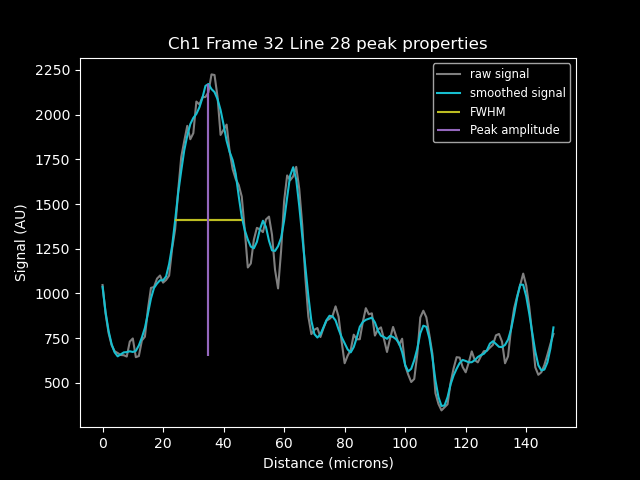 Ch1 Frame 32 Line 28 peak properties
raw signal
smoothed signal
FWHM
Peak amplitude
Signal (AU)
2250
2000
1750
1500
1250
1000
750
500
0 20 40 60 80 100 120 140
Distance (microns)